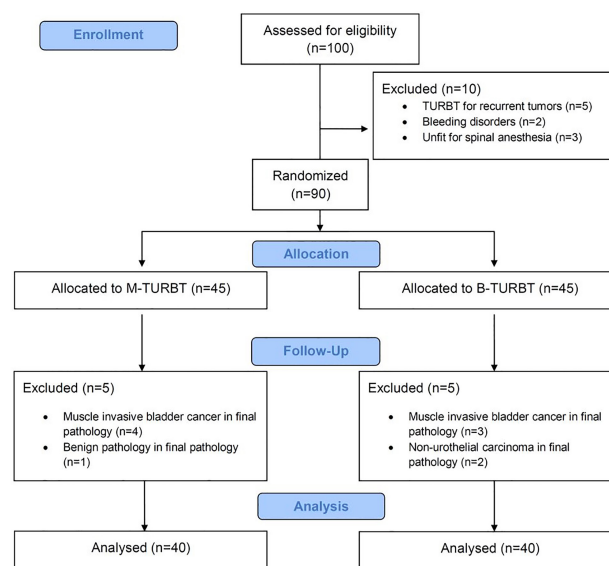 Enrollment
Assessed for eligibility
(n=100)
Excluded (n=10)
• TURBT for recurrent tumors (n=5)
• Bleeding disorders (n=2)
• Unfit for spinal anesthesia (n=3)
Randomized
(n=90)
Allocation
Allocated to M-TURBT (n=45)
Allocated to B-TURBT (n=45)
Follow-Up
Excluded (n=5)
• Muscle invasive bladder cancer in final
pathology (n=4)
• Benign pathology in final pathology
(n=1)
Excluded (n=5)
• Muscle invasive bladder cancer in final
pathology (n=3)
• Non-urothelial carcinoma in final
pathology (n=2)
Analysis
Analysed (n=40)
Analysed (n=40)